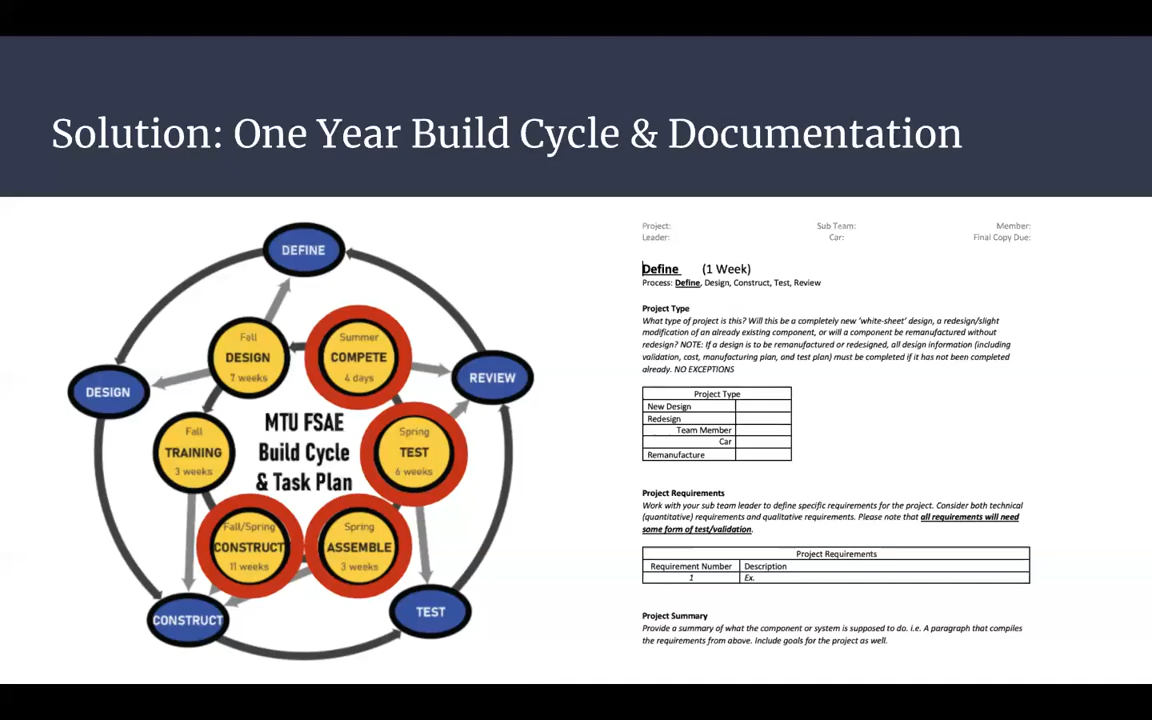 Solution: One Year Build Cycle & Documentation
DEFINE
Fall
DESIGN
7 weeks
Summer
COMPETE
4 days
REVIEW
DESIGN
MTU FSAE
Build Cycle
& Task Plan
Fall
TRAINING
3 weeks
Spring
TEST
6 weeks
Fall/Spring
CONSTRUCT
11 weeks
Spring
ASSEMBLE
3 weeks
CONSTRUCT
TEST
Project: Sub Team: Member:
Leader: Car: Final Copy Due:
Define (1 Week)
Process: Define, Design, Construct, Test, Review
Project Type
What type of project is this? Will this be a completely new ‘white-sheet’ design, a redesign/slight
modification of an already existing component, or will a component be remanufactured without
redesign? NOTE: If a design is to be remanufactured or redesigned, all design information (including
validation, cost, manufacturing plan, and test plan) must be completed if it has not been completed
already. NO EXCEPTIONS
Project Type
New Design
Redesign
Team Member
Car
Remanufacture
Project Requirements
Work with your sub team leader to define specific requirements for the project. Consider both technical
(quantitative) requirements and qualitative requirements. Please note that all requirements will need
some form of test/validation.
Project Requirements
Requirement Number Description
1 Ex.
Project Summary
Provide a summary of what the component or system is supposed to do. i.e. A paragraph that compiles
the requirements from above. Include goals for the project as well.